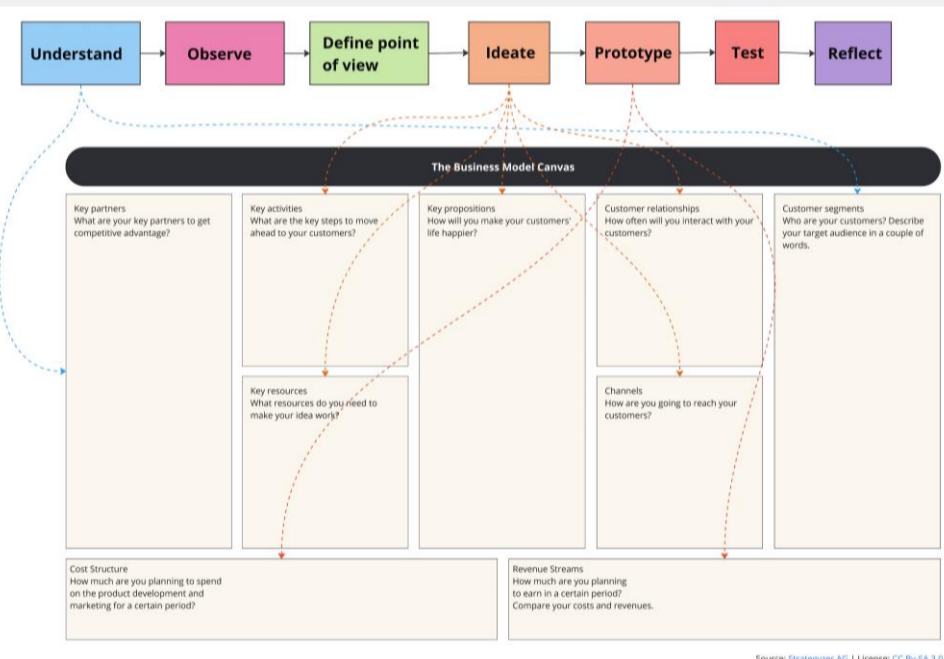 Understand
Observe
Define point
of view
Ideate
Prototype
Test
Reflect
The Business Model Canvas
Key partners
What are your key partners to get
competitive advantage?
Key activities
What are the key steps to move
ahead to your customers?
Key propositions
How will you make your customers'
life happier?
Customer relationships
How often will you interact with your
customers?
Customer segments
Who are your customers? Describe
your target audience in a couple of
words.
Key resources
What resources do you need to
make your idea work?
Channels
How are you going to reach your
customers?
Cost Structure
How much are you planning to spend
on the product development and
marketing for a certain period?
Revenue Streams
How much are you planning
to earn in a certain period?
Compare your costs and revenues.
Source: Strategyzer AG | License: CC By-SA 3.0